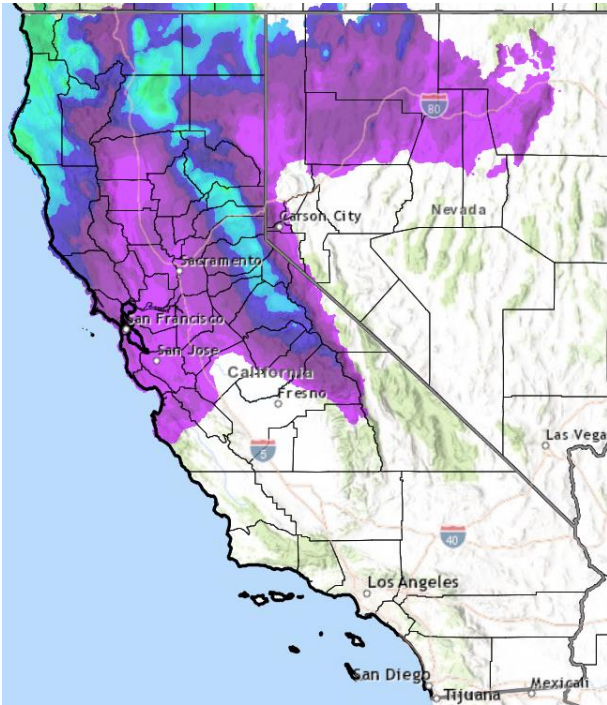 80
Nevada
Carson City
Sacramento
San Francisco
San Jose
California
Fresno
5
Las Vega
40
Los Angeles
San Diego
Tijuana
Mexicali